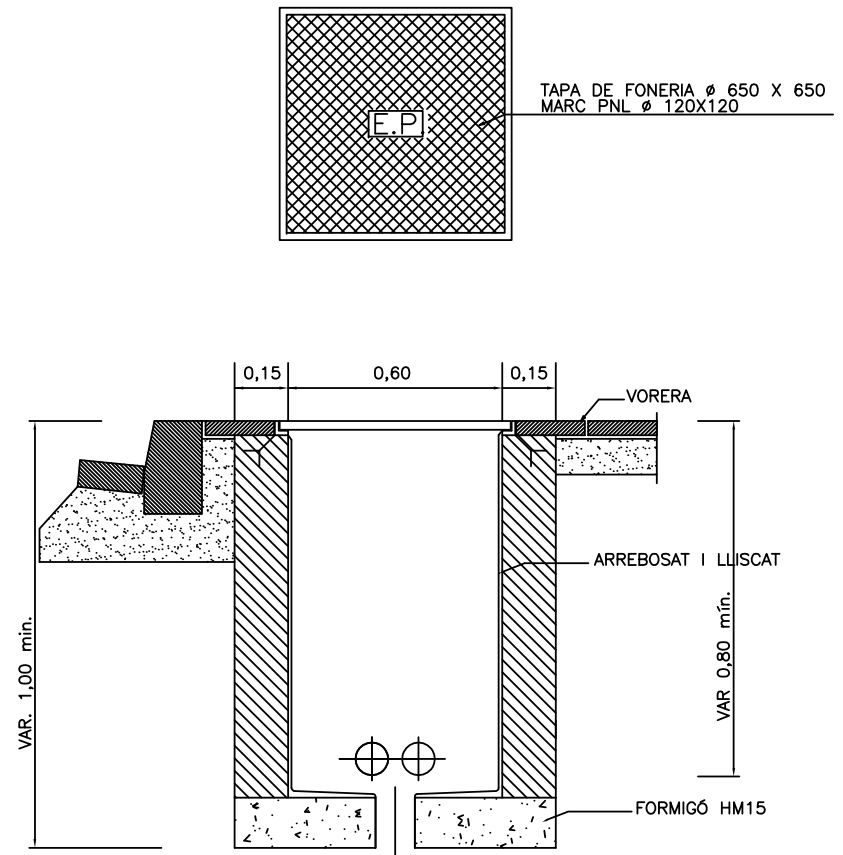 TAPA DE FONERIA ø 650 X 650
MARC PNL ø 120X120
E.P.
0,15
0,60
0,15
VORERA
ARREBOSAT I LLISCAT
VAR. 1,00 min.
VAR 0,80 mín.
FORMIGÓ HM15